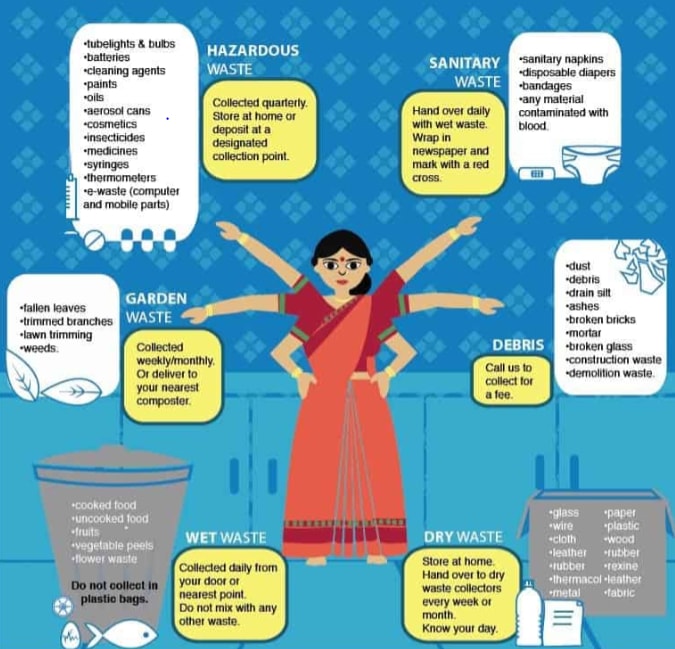 •tubelights & bulbs
•batteries
•cleaning agents
•paints
•oils
•aerosol cans
•cosmetics
•insecticides
•medicines
•syringes
•thermometers
•e-waste (computer
and mobile parts)
HAZARDOUS
WASTE
Collected quarterly.
Store at home or
deposit at a
designated
collection point.
SANITARY
WASTE
Hand over daily
with wet waste.
Wrap in
newspaper and
mark with a red
cross.
•sanitary napkins
•disposable diapers
•bandages
•any material
contaminated with
blood.
•fallen leaves
•trimmed branches
•lawn trimming
•weeds.
GARDEN
WASTE
Collected
weekly/monthly.
Or deliver to
your nearest
composter.
DEBRIS
Call us to
collect for
a fee.
•dust
•debris
•drain silt
•ashes
•broken bricks
•mortar
•broken glass
•construction waste
•demolition waste.
•cooked food
•uncooked food
•fruits
•vegetable peels
•flower waste
Do not collect in
plastic bags.
WET WASTE
Collected daily from
your door or
nearest point.
Do not mix with any
other waste.
DRY WASTE
Store at home.
Hand over to dry
waste collectors
every week or
month.
Know your day.
•glass •paper
•wire •plastic
•cloth •wood
•leather •rubber
•rubber •rexine
•thermacol •leather
•metal •fabric